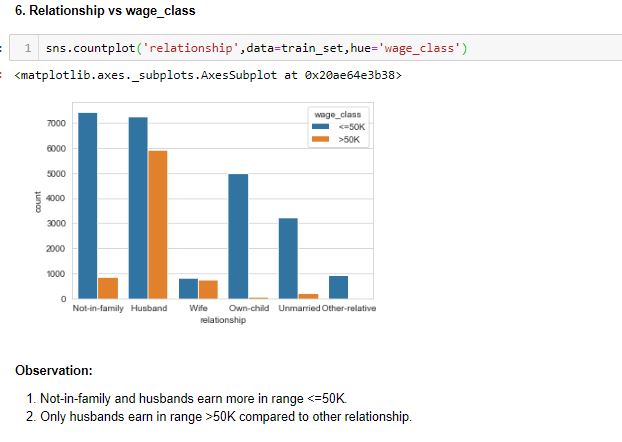 6. Relationship vs wage_class
1 sns.countplot('relationship',data=train_set,hue='wage_class')
<matplotlib.axes._subplots.AxesSubplot at 0x20ae64e3b38>
wage_class
<=50K
>50K
7000
6000
5000
4000
3000
2000
1000
0
count
Not-in-family Husband Wife Own-child Unmarried Other-relative
relationship
Observation:
1. Not-in-family and husbands earn more in range <=50K.
2. Only husbands earn in range >50K compared to other relationship.